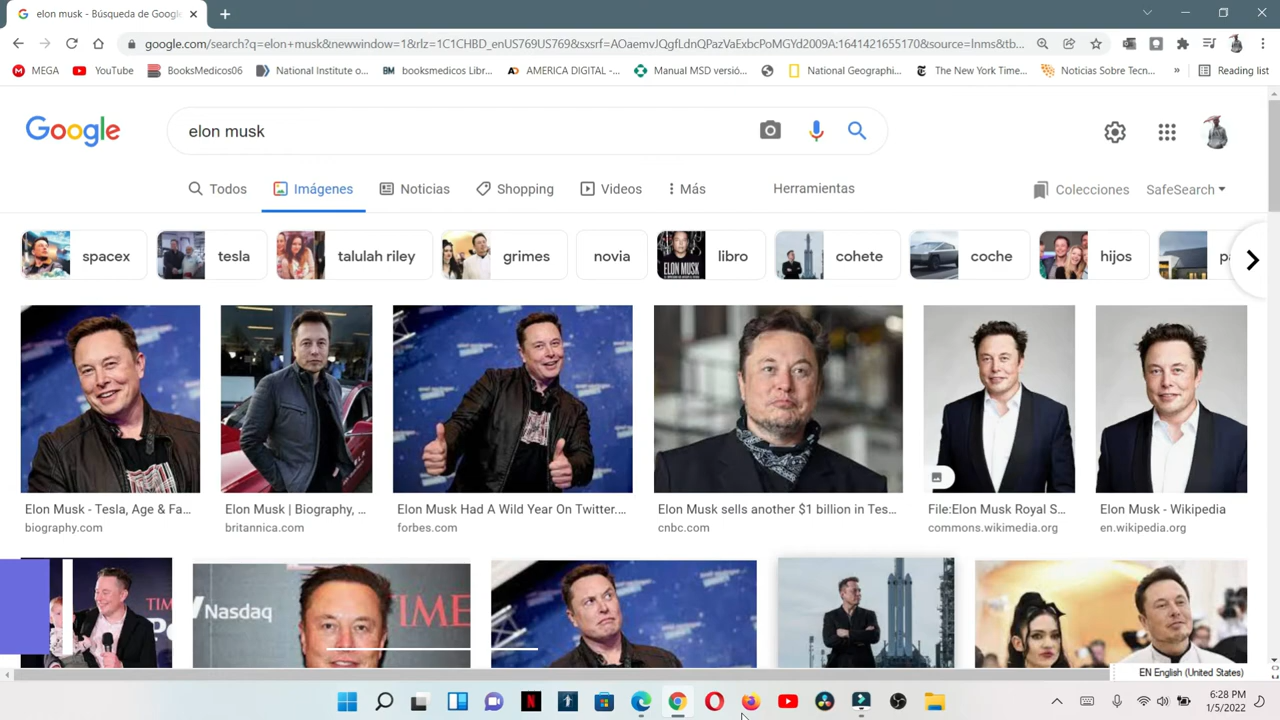 elon musk - Búsqueda de Googl
google.com/search?q=elon+musk&newwindow=1&rlz=1C1CHBD_enUS769US769&sxsrf=AOaemvJQgfLdnQPazVaExbcPoMGYd2009A:1641421655170&source=lnms&tb...
MEGA YouTube BooksMedicos06 National Institute o... booksmedicos Libr... AMERICA DIGITAL -... Manual MSD versió... National Geographi... The New York Time... Noticias Sobre Tecn... » Reading list
Google elon musk
Todos Imágenes Noticias Shopping Videos Más Herramientas Colecciones SafeSearch
spacex tesla talulah riley grimes novia libro cohete coche hijos
ELON MUSK
Elon Musk - Tesla, Age & Fa... Elon Musk | Biography, ... Elon Musk Had A Wild Year On Twitter.... Elon Musk sells another $1 billion in Tes... File:Elon Musk Royal S... Elon Musk - Wikipedia
biography.com britannica.com forbes.com cnbc.com commons.wikimedia.org en.wikipedia.org
TIM Nasdaq TIME
EN English (United States)
6:28 PM
1/5/2022